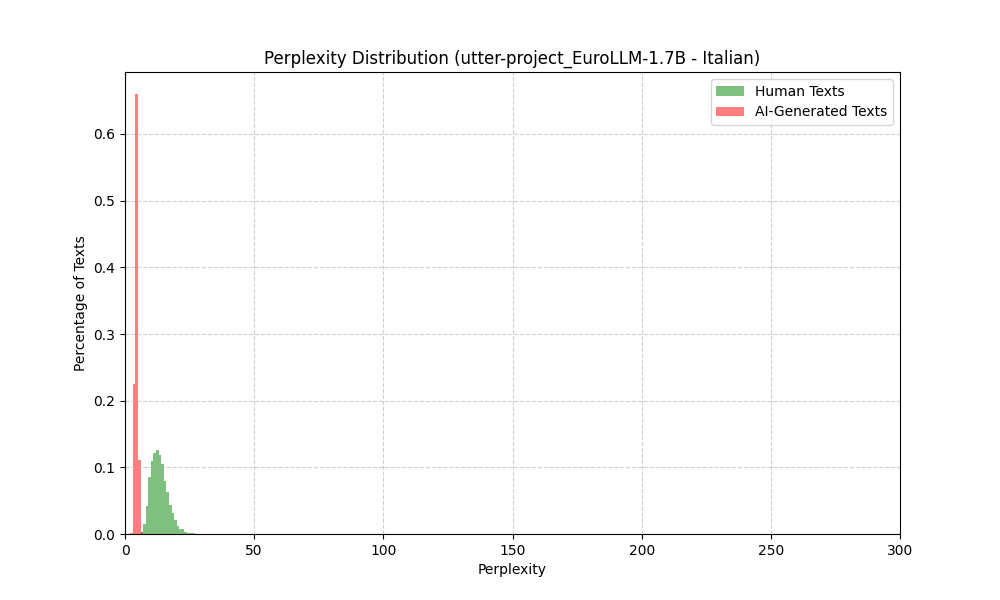 Perplexity Distribution (utter-project_EuroLLM-1.7B - Italian)
Human Texts
AI-Generated Texts
Percentage of Texts
0.6
0.5
0.4
0.3
0.2
0.1
0.0
0 50 100 150 200 250 300
Perplexity